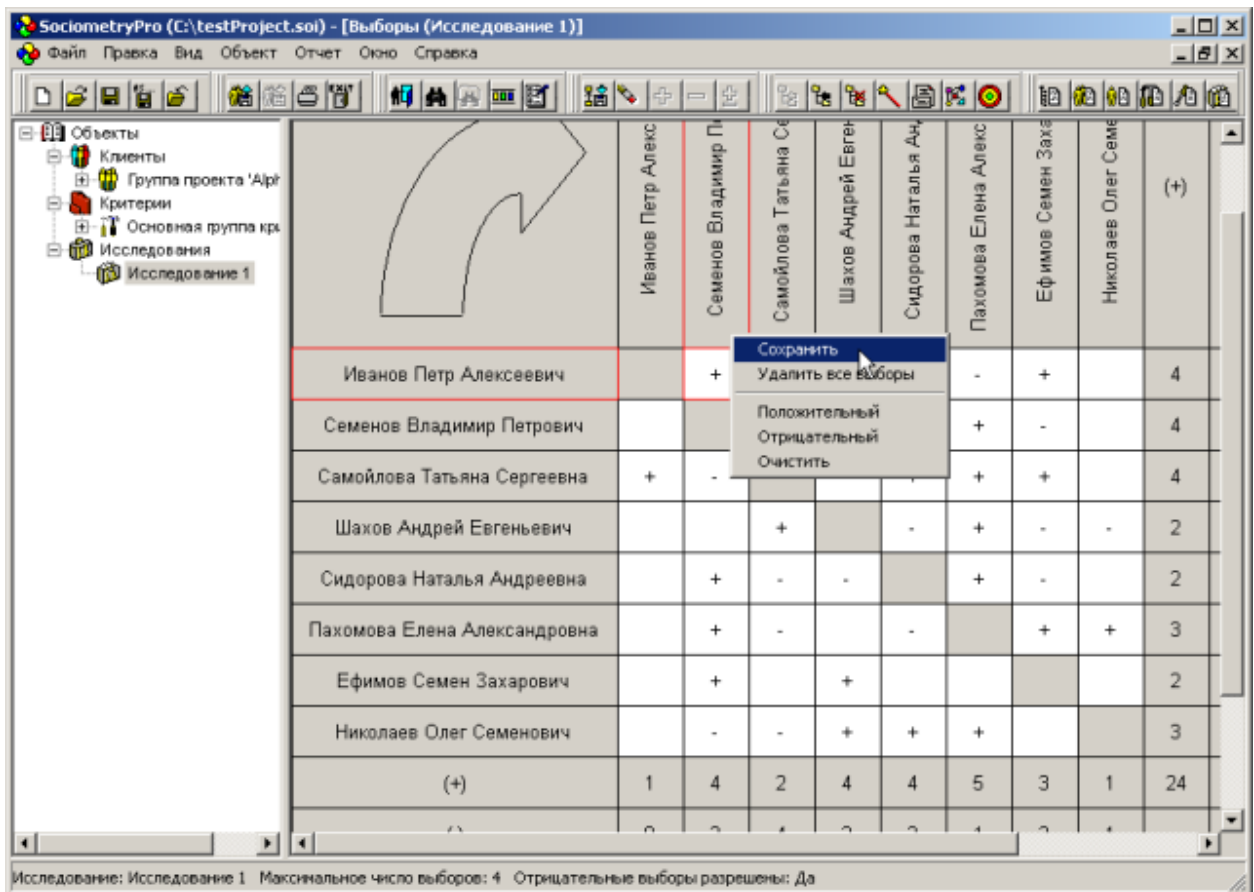 SociometryPro (C:\testProject.soi) - [Выборы (Исследование 1)]
Файл Правка Вид Объект Отчет Окно Справка
Объекты
Клиенты
Группа проекта 'Alph
Критерии
Основная группа кри
Исследования
Исследование 1
Иванов Петр Алекс
Семенов Владимир П
Самойлова Татьяна Се
Шахов Андрей Евген
Сидорова Наталья Ан
Пахомова Елена Алекс
Ефимов Семен Заха
Николаев Олег Семе
(+)
Иванов Петр Алексеевич + - + 4
Семенов Владимир Петрович + - 4
Самойлова Татьяна Сергеевна + - + + 4
Шахов Андрей Евгеньевич + - + - - 2
Сидорова Наталья Андреевна + - - + - 2
Пахомова Елена Александровна + - - + + 3
Ефимов Семен Захарович + + 2
Николаев Олег Семенович - - + + + 3
(+) 1 4 2 4 4 5 3 1 24
Сохранить
Удалить все выборы
Положительный
Отрицательный
Очистить
Исследование: Исследование 1 Максимальное число выборов: 4 Отрицательные выборы разрешены: Да